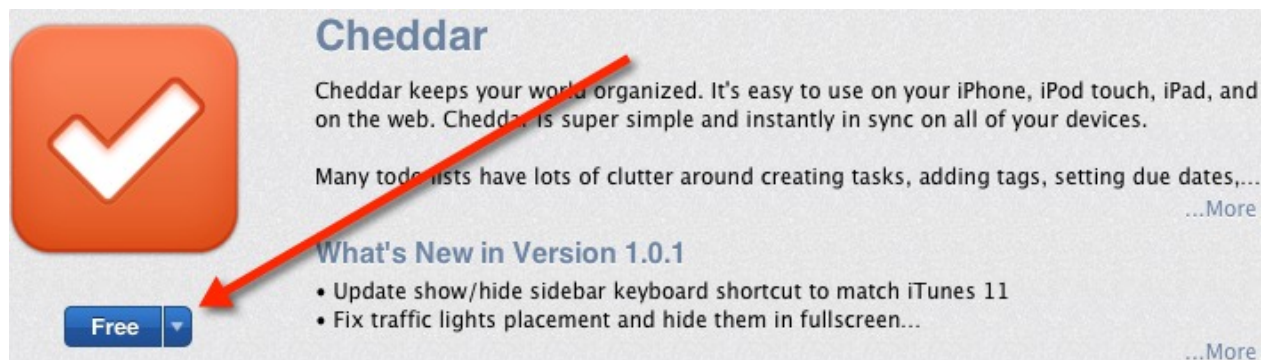 Cheddar
Cheddar keeps your world organized. It's easy to use on your iPhone, iPod touch, iPad, and
on the web. Cheddar is super simple and instantly in sync on all of your devices.
Many todo lists have lots of clutter around creating tasks, adding tags, setting due dates,...
...More
What's New in Version 1.0.1
• Update show/hide sidebar keyboard shortcut to match iTunes 11
• Fix traffic lights placement and hide them in fullscreen...
...More
Free